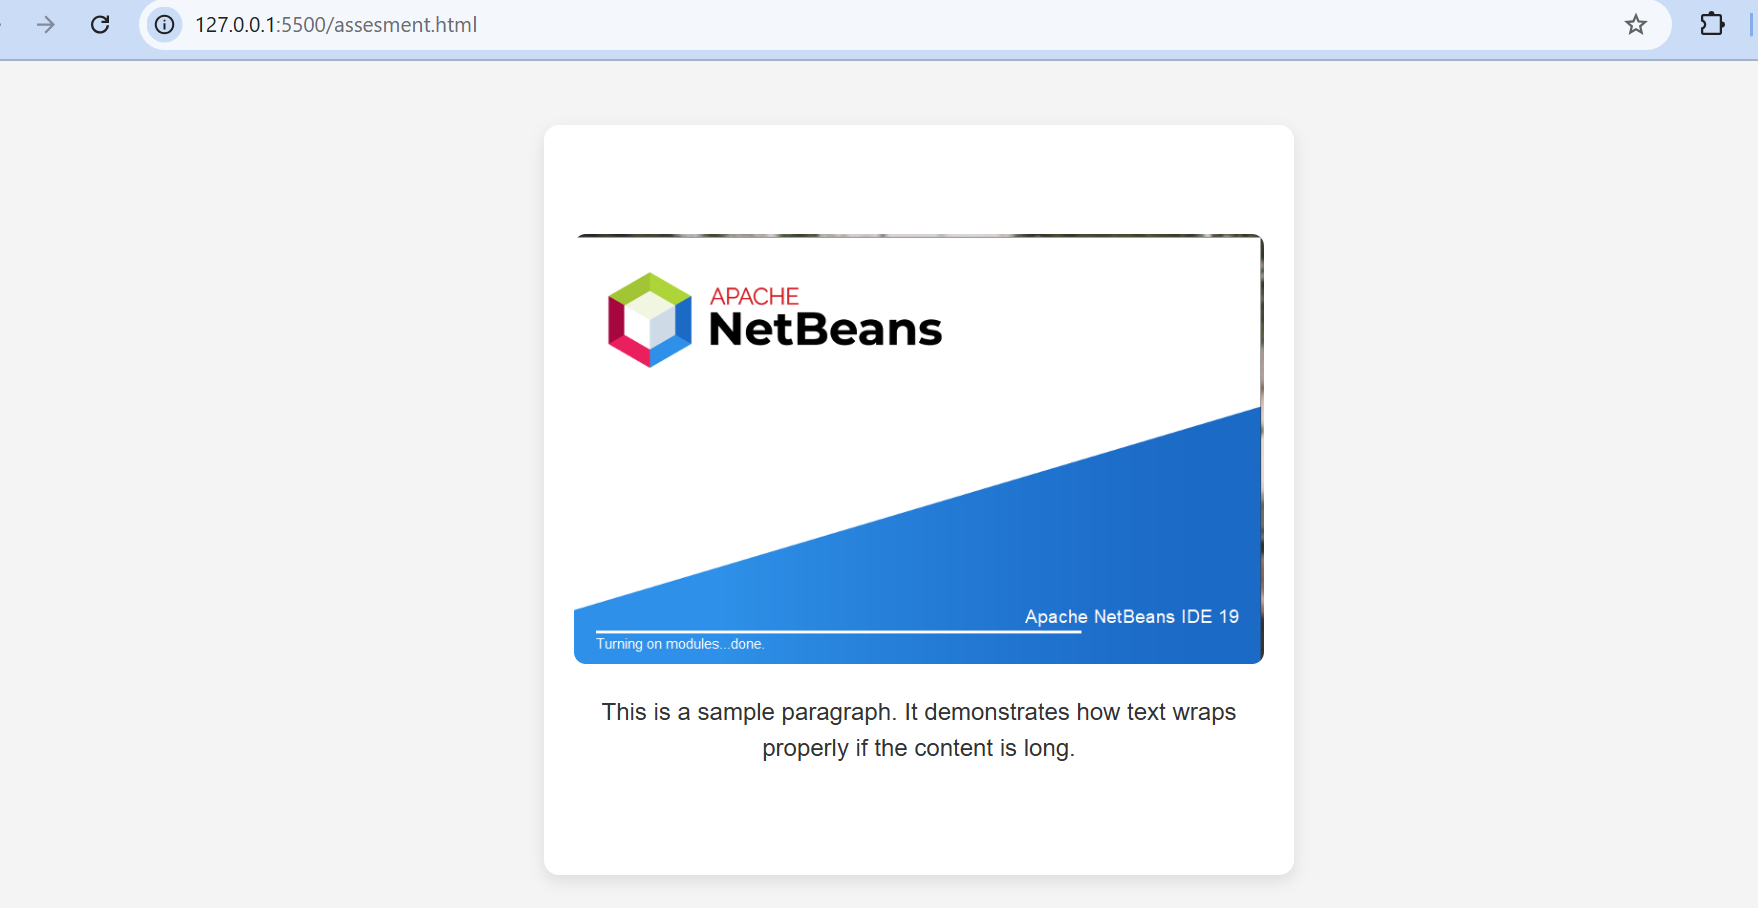 127.0.0.1:5500/assesment.html
APACHE
NetBeans
Apache NetBeans IDE 19
Turning on modules...done.
This is a sample paragraph. It demonstrates how text wraps
properly if the content is long.